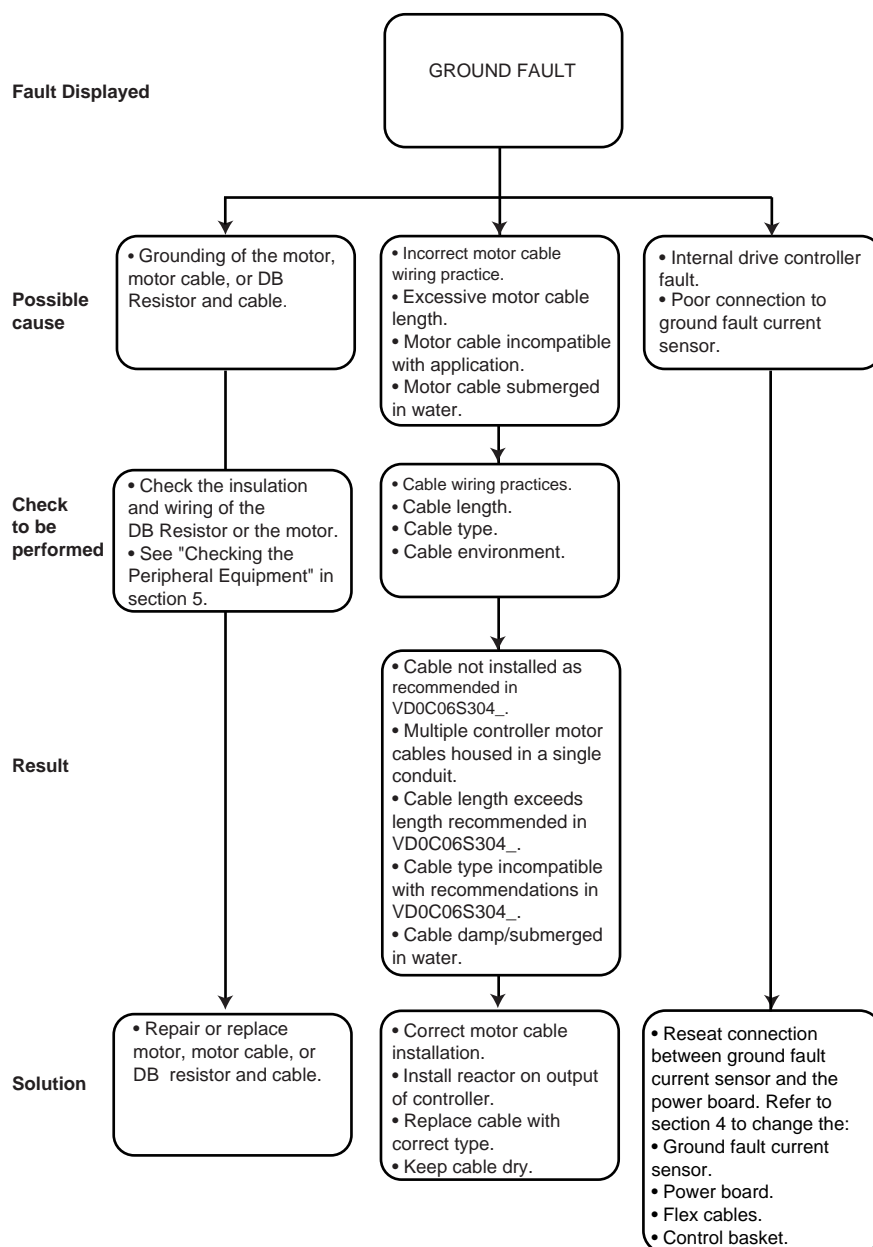 GROUND FAULT
Fault Displayed
Possible
cause
• Grounding of the motor,
motor cable, or DB
Resistor and cable.
• Incorrect motor cable
wiring practice.
• Excessive motor cable
length.
• Motor cable incompatible
with application.
• Motor cable submerged
in water.
• Internal drive controller
fault.
• Poor connection to
ground fault current
sensor.
Check
to be
performed
• Check the insulation
and wiring of the
DB Resistor or the motor.
• See "Checking the
Peripheral Equipment" in
section 5.
• Cable wiring practices.
• Cable length.
• Cable type.
• Cable environment.
Result
• Cable not installed as
recommended in
VD0C06S304_.
• Multiple controller motor
cables housed in a single
conduit.
• Cable length exceeds
length recommended in
VD0C06S304_.
• Cable type incompatible
with recommendations in
VD0C06S304_.
• Cable damp/submerged
in water.
Solution
• Repair or replace
motor, motor cable, or
DB resistor and cable.
• Correct motor cable
installation.
• Install reactor on output
of controller.
• Replace cable with
correct type.
• Keep cable dry.
• Reseat connection
between ground fault
current sensor and the
power board. Refer to
section 4 to change the:
• Ground fault current
sensor.
• Power board.
• Flex cables.
• Control basket.